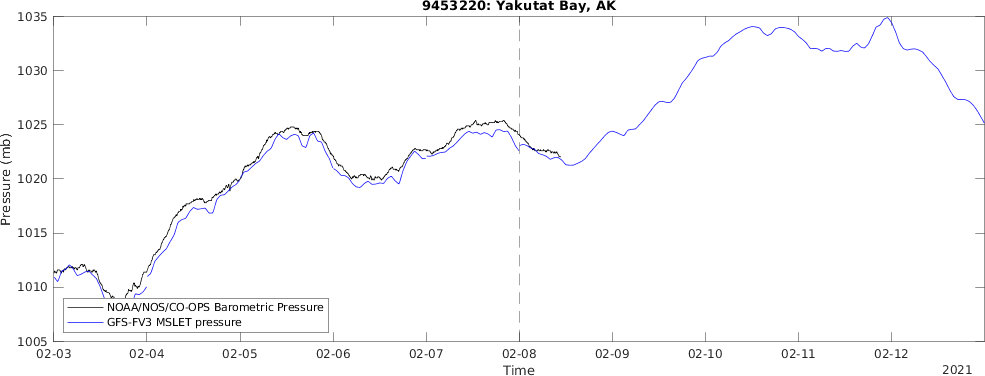 9453220: Yakutat Bay, AK
Pressure (mb)
1035
1030
1025
1020
1015
1010
1005
NOAA/NOS/CO-OPS Barometric Pressure
GFS-FV3 MSLET pressure
02-03 02-04 02-05 02-06 02-07 02-08 02-09 02-10 02-11 02-12
Time
2021